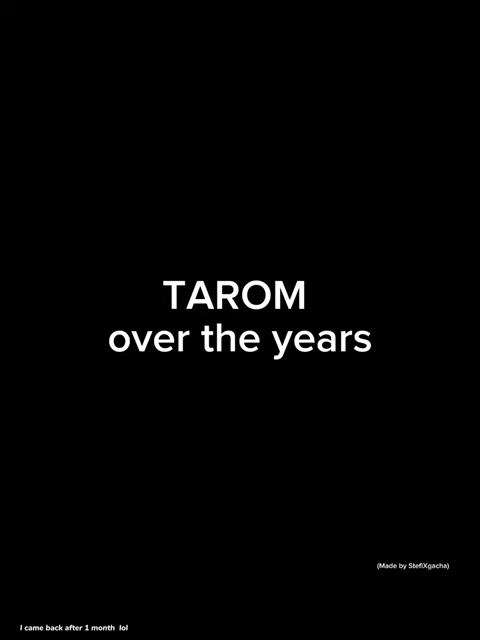 TAROM
over the years
(Made by StefiXgacha)
I came back after 1 month lol